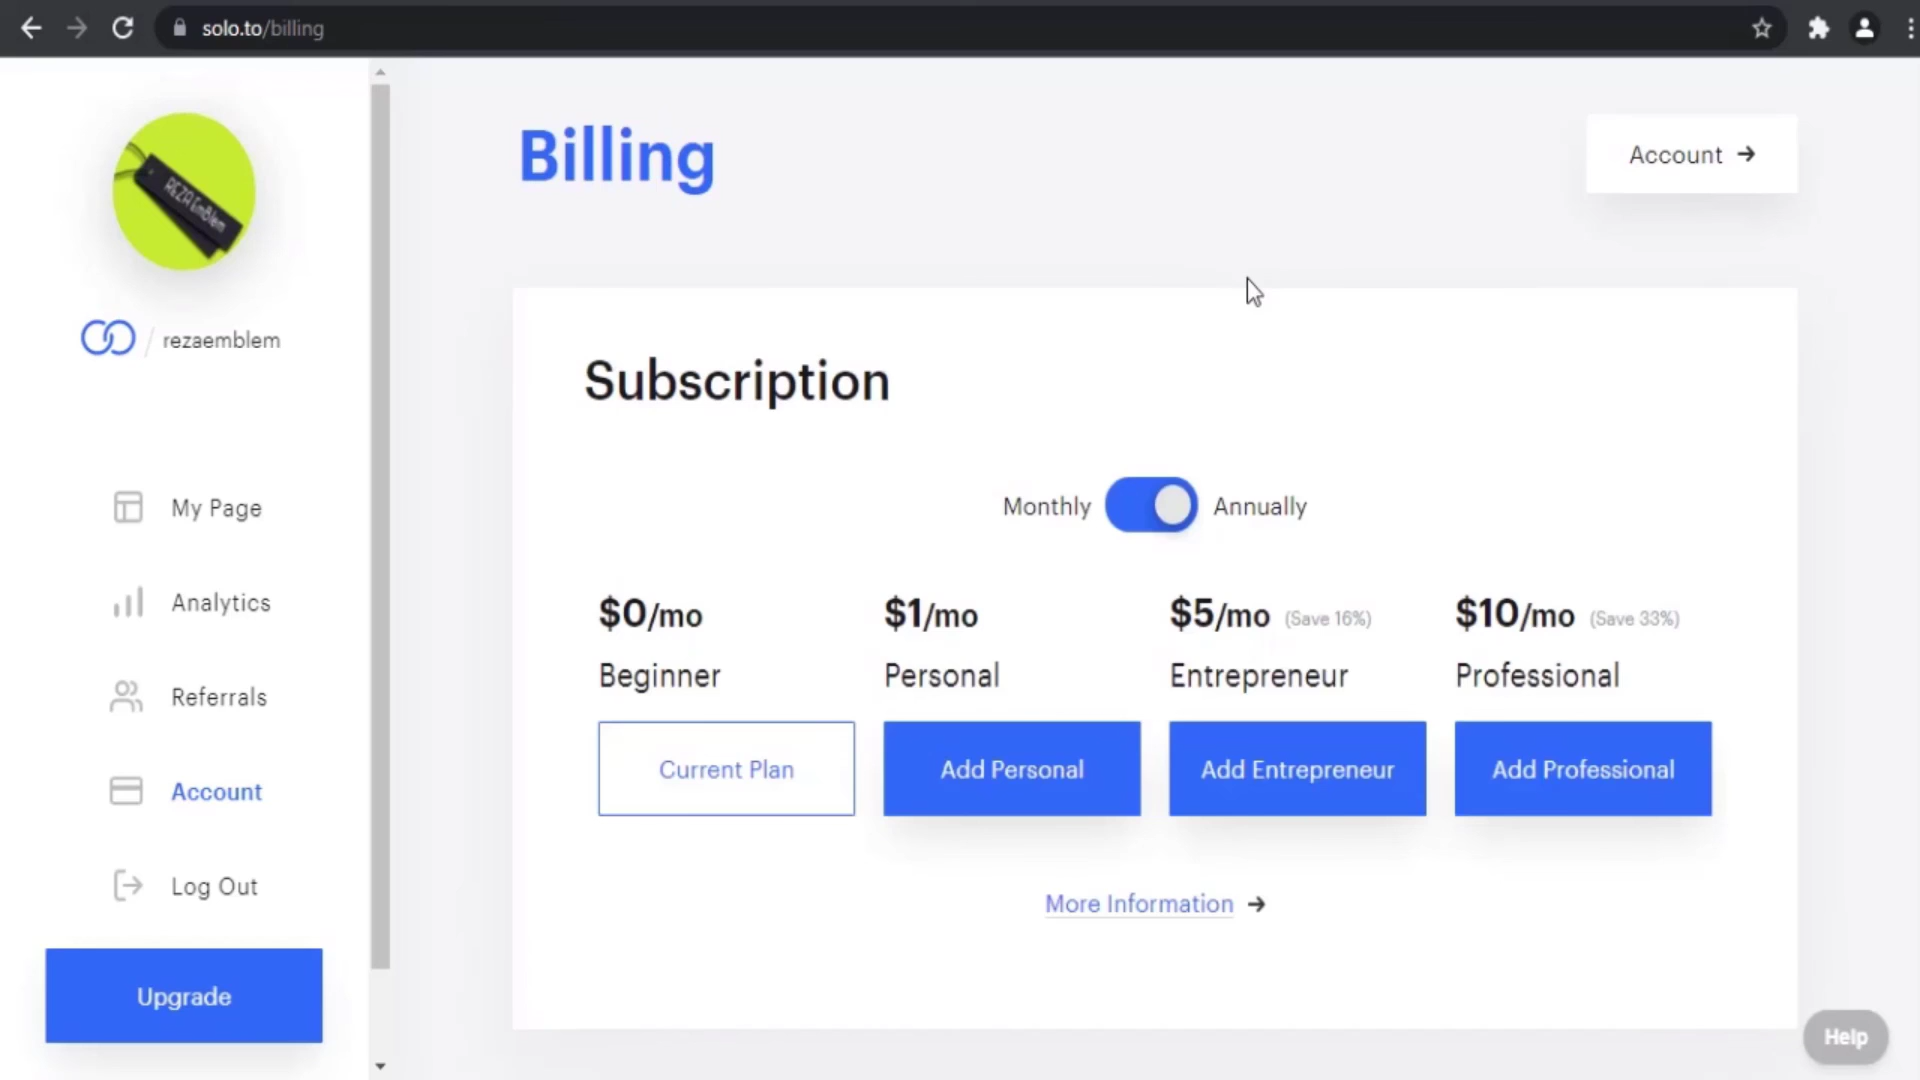 solo.to/billing
REZA EmBlem
/ rezaemblem
My Page
Analytics
Referrals
Account
Log Out
Upgrade
Billing
Account →
Subscription
Monthly Annually
$0/mo $1/mo $5/mo (Save 16%) $10/mo (Save 33%)
Beginner Personal Entrepreneur Professional
Current Plan Add Personal Add Entrepreneur Add Professional
More Information →
Help